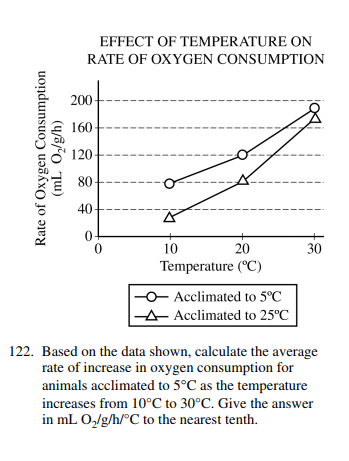 EFFECT OF TEMPERATURE ON
RATE OF OXYGEN CONSUMPTION
Rate of Oxygen Consumption
(mL O₂/g/h)
200
160
120
80
40
0
0 10 20 30
Temperature (ºC)
Acclimated to 5ºC
Acclimated to 25ºC
122. Based on the data shown, calculate the average
rate of increase in oxygen consumption for
animals acclimated to 5°C as the temperature
increases from 10°C to 30°C. Give the answer
in mL O₂/g/h/°C to the nearest tenth.